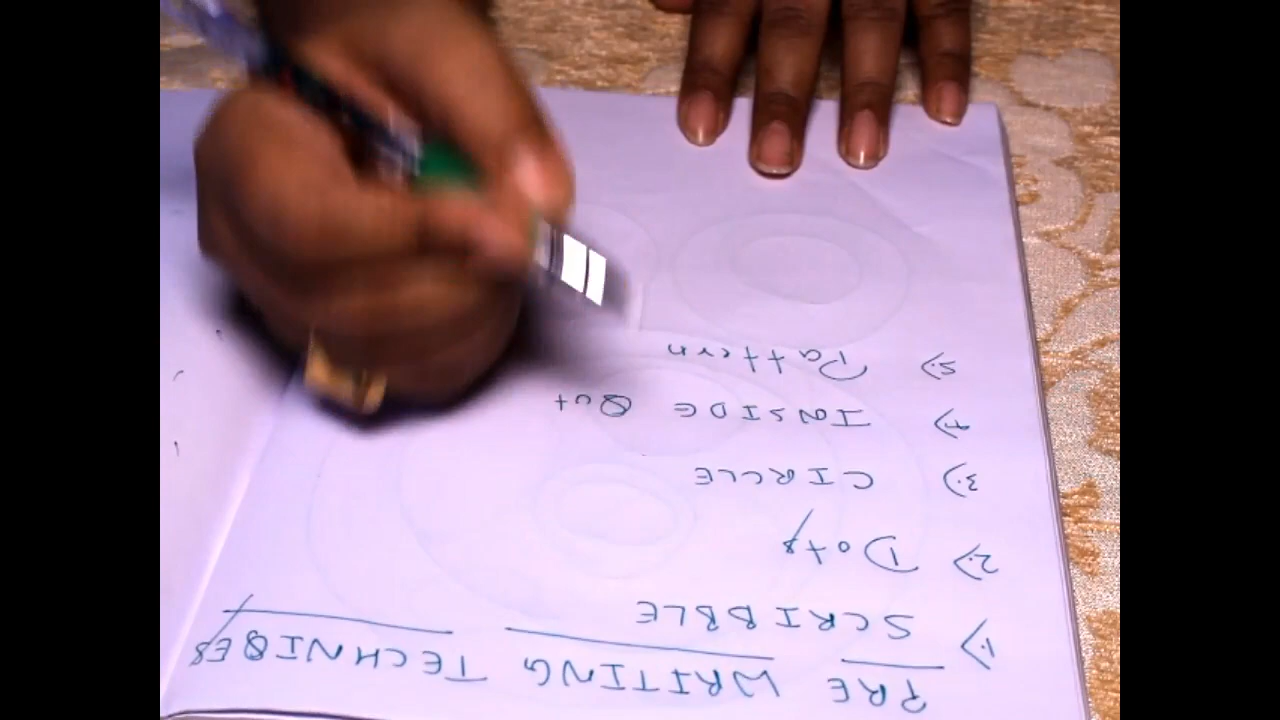 PRE WRITING TECHNIQES
1.) SCRIBBLE
2.) Dots
3.) CIRCLE
4.) INSIDE Out
5.) Pattern